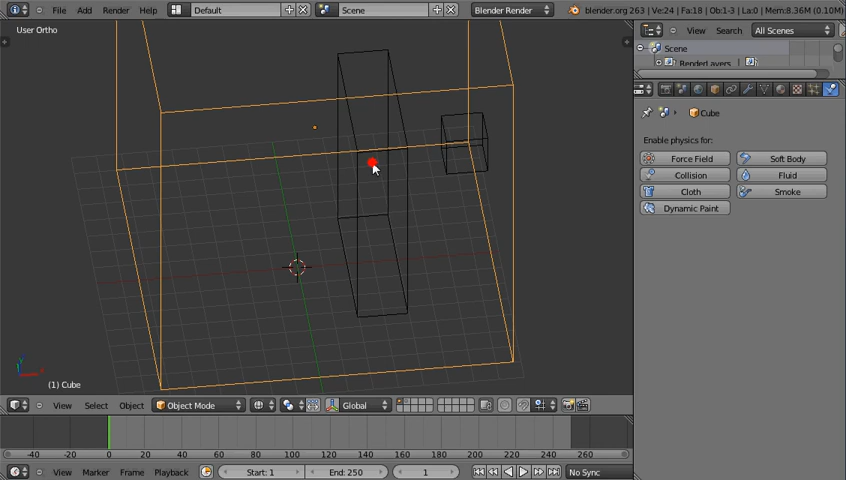 File Add Render Help Default Scene Blender Render blender.org 263 | Ve:24 | Fa:18 | Ob:1-3 | La:0 | Mem:8.36M (0.10M)
User Ortho
View Search All Scenes
Scene
RenderLayers
Cube
Enable physics for:
Force Field Soft Body
Collision Fluid
Cloth Smoke
Dynamic Paint
(1) Cube
View Select Object Object Mode Global
-40 -20 0 20 40 60 80 100 120 140 160 180 200 220 240 260
View Marker Frame Playback Start: 1 End: 250 1 No Sync